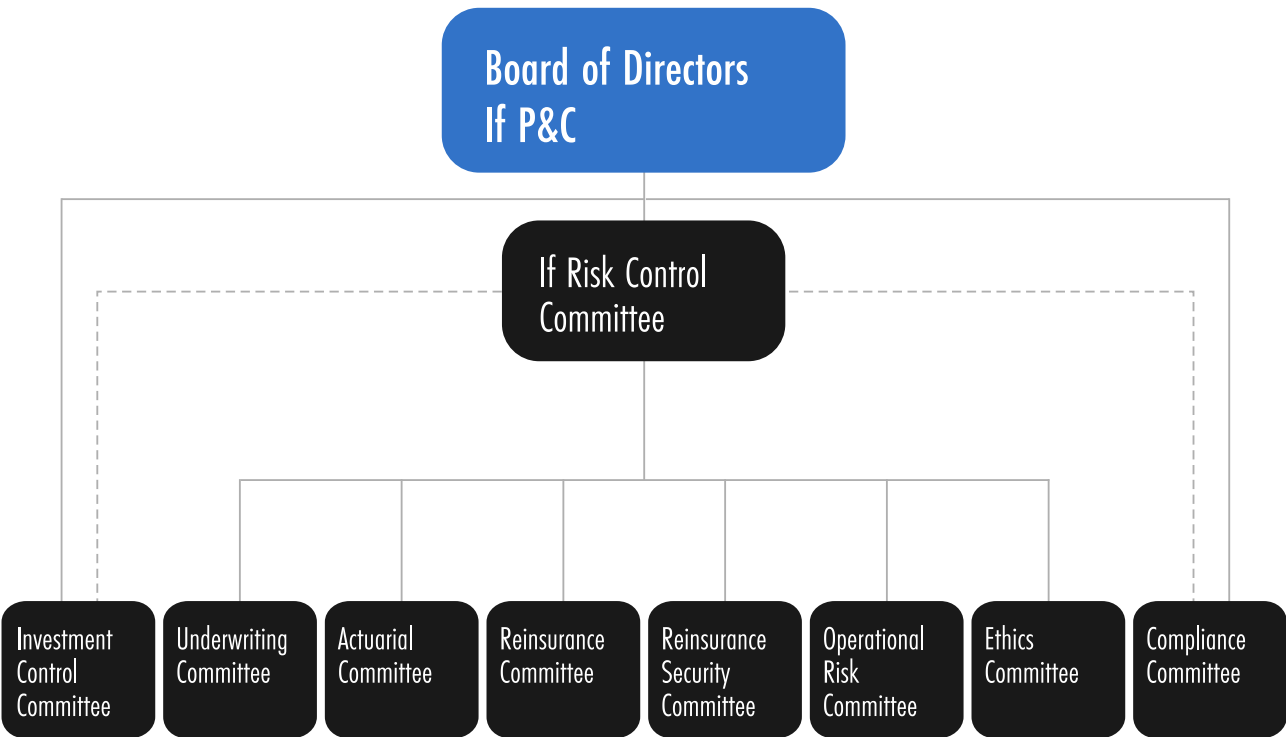 Board of Directors
If P&C
If Risk Control
Committee
Investment
Control
Committee
Underwriting
Committee
Actuarial
Committee
Reinsurance
Committee
Reinsurance
Security
Committee
Operational
Risk
Committee
Ethics
Committee
Compliance
Committee